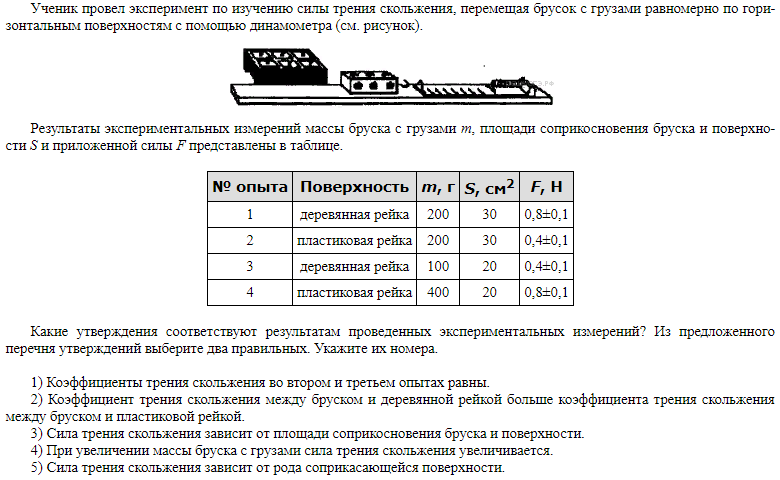 Ученик провел эксперимент по изучению силы трения скольжения, перемещая брусок с грузами равномерно по гори-
зонтальным поверхностям с помощью динамометра (см. рисунок).
Результаты экспериментальных измерений массы бруска с грузами m, площади соприкосновения бруска и поверхно-
сти S и приложенной силы F представлены в таблице.
№ опыта Поверхность m, г S, см² F, Н
1 деревянная рейка 200 30 0,8±0,1
2 пластиковая рейка 200 30 0,4±0,1
3 деревянная рейка 100 20 0,4±0,1
4 пластиковая рейка 400 20 0,8±0,1
Какие утверждения соответствуют результатам проведенных экспериментальных измерений? Из предложенного
перечня утверждений выберите два правильных. Укажите их номера.
1) Коэффициенты трения скольжения во втором и третьем опытах равны.
2) Коэффициент трения скольжения между бруском и деревянной рейкой больше коэффициента трения скольжения
между бруском и пластиковой рейкой.
3) Сила трения скольжения зависит от площади соприкосновения бруска и поверхности.
4) При увеличении массы бруска с грузами сила трения скольжения увеличивается.
5) Сила трения скольжения зависит от рода соприкасающейся поверхности.